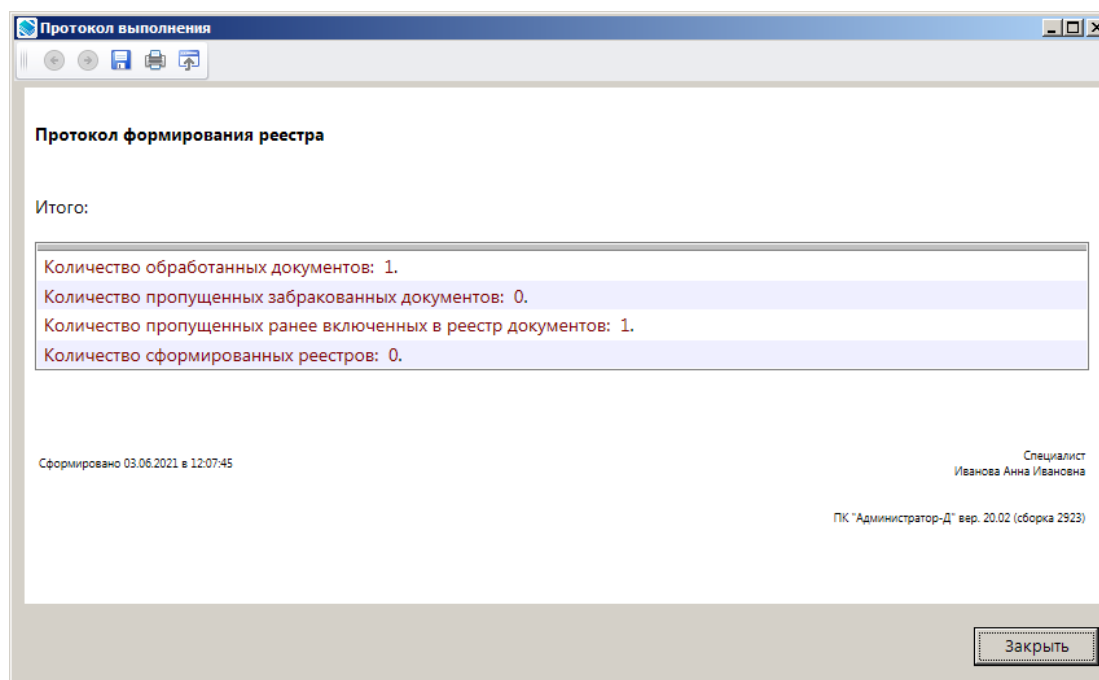 Протокол выполнения
Протокол формирования реестра
Итого:
Количество обработанных документов: 1.
Количество пропущенных забракованных документов: 0.
Количество пропущенных ранее включенных в реестр документов: 1.
Количество сформированных реестров: 0.
Сформировано 03.06.2021 в 12:07:45
Специалист
Иванова Анна Ивановна
ПК "Администратор-Д" вер. 20.02 (сборка 2923)
Закрыть